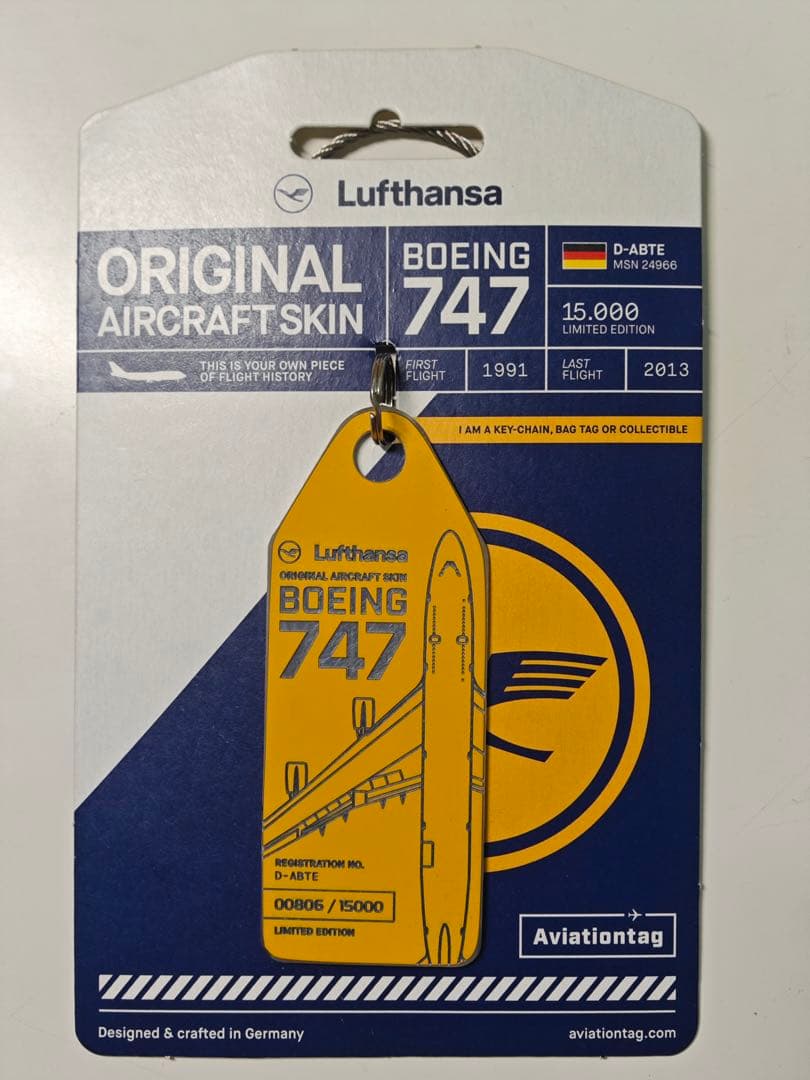 Lufthansa
ORIGINAL
AIRCRAFT SKIN
BOEING
747
D-ABTE
MSN 24966
15.000
LIMITED EDITION
THIS IS YOUR OWN PIECE
OF FLIGHT HISTORY
FIRST
FLIGHT
1991
LAST
FLIGHT
2013
I AM A KEY-CHAIN, BAG TAG OR COLLECTIBLE
Lufthansa
ORIGINAL AIRCRAFT SKIN
BOEING
747
REGISTRATION NO.
D-ABTE
00806 / 15000
LIMITED EDITION
Aviationtag
Designed & crafted in Germany
aviationtag.com